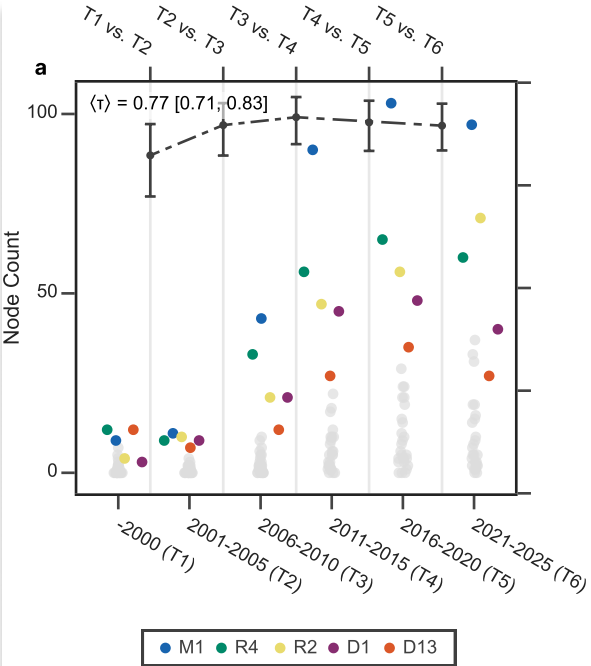 T1 vs. T2
T2 vs. T3
T3 vs. T4
T4 vs. T5
T5 vs. T6
a
⟨τ⟩ = 0.77 [0.71, 0.83]
100
50
0
Node Count
-2000 (T1)
2001-2005 (T2)
2006-2010 (T3)
2011-2015 (T4)
2016-2020 (T5)
2021-2025 (T6)
M1 R4 R2 D1 D13